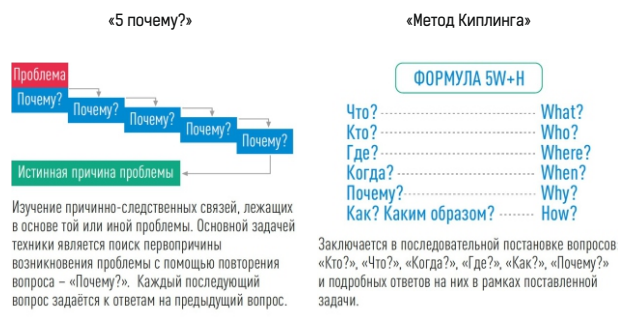 «5 почему?»
Проблема
Почему?
Почему?
Почему?
Почему?
Почему?
Истинная причина проблемы
Изучение причинно-следственных связей, лежащих
в основе той или иной проблемы. Основной задачей
техники является поиск первопричины
возникновения проблемы с помощью повторения
вопроса – «Почему?». Каждый последующий
вопрос задаётся к ответам на предыдущий вопрос.
«Метод Киплинга»
ФОРМУЛА 5W+H
Что? What?
Кто? Who?
Где? Where?
Когда? When?
Почему? Why?
Как? Каким образом? How?
Заключается в последовательной постановке вопросов
«Кто?», «Что?», «Когда?», «Где?», «Как?», «Почему?»
и подробных ответов на них в рамках поставленной
задачи.